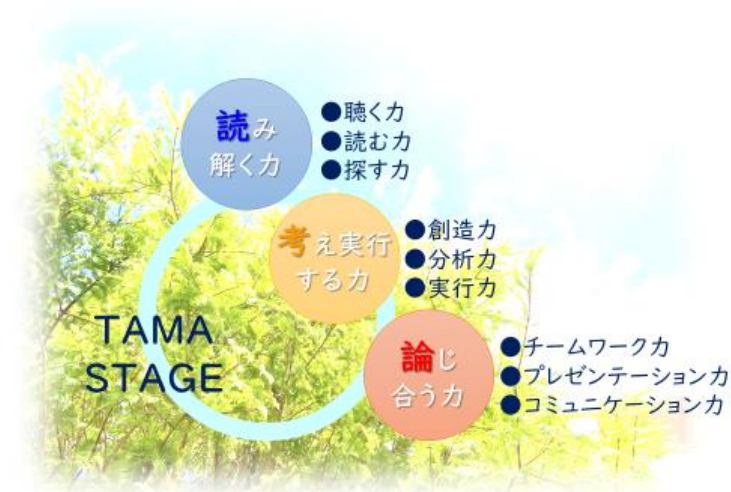 読み
解く力
●聴く力
●読む力
●探す力
考え実行
する力
●創造力
●分析力
●実行力
TAMA
STAGE
論じ
合う力
●チームワーク力
●プレゼンテーション力
●コミュニケーション力